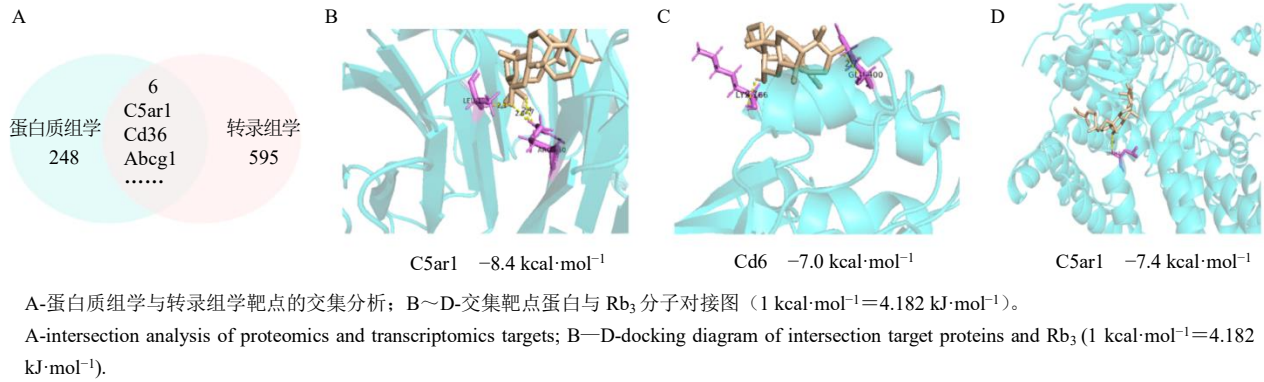 A
B
C
D
蛋白质组学
248
6
C5ar1
Cd36
Abcg1
……
转录组学
595
C5ar1 −8.4 kcal·mol−1
Cd6 −7.0 kcal·mol−1
C5ar1 −7.4 kcal·mol−1
A-蛋白质组学与转录组学靶点的交集分析；B～D-交集靶点蛋白与 Rb3 分子对接图（1 kcal·mol−1＝4.182 kJ·mol−1）。
A-intersection analysis of proteomics and transcriptomics targets; B—D-docking diagram of intersection target proteins and Rb3 (1 kcal·mol−1＝4.182
kJ·mol−1).